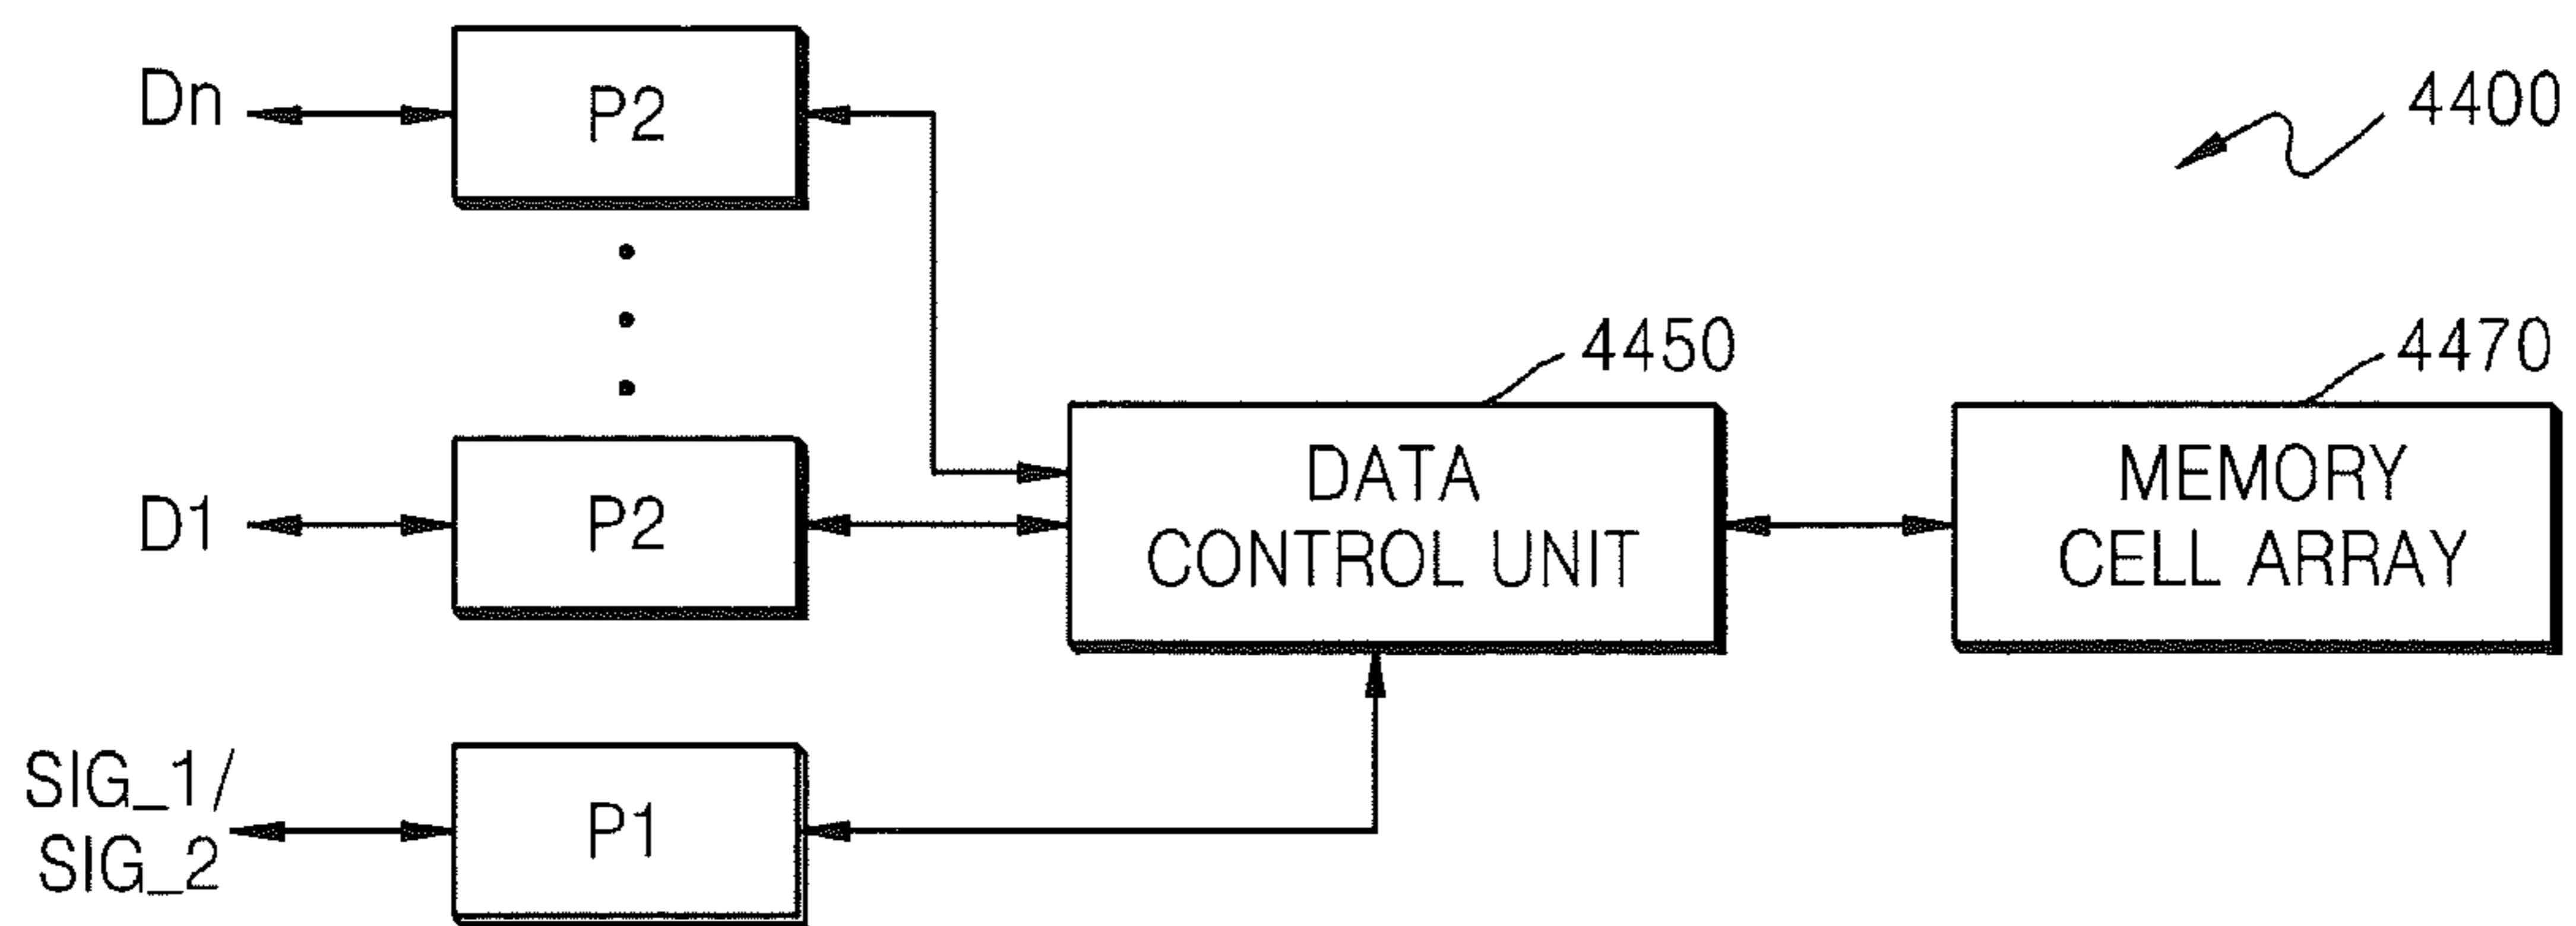 Dn
P2
4400
4450
4470
D1
P2
DATA
CONTROL UNIT
MEMORY
CELL ARRAY
SIG_1/
SIG_2
P1